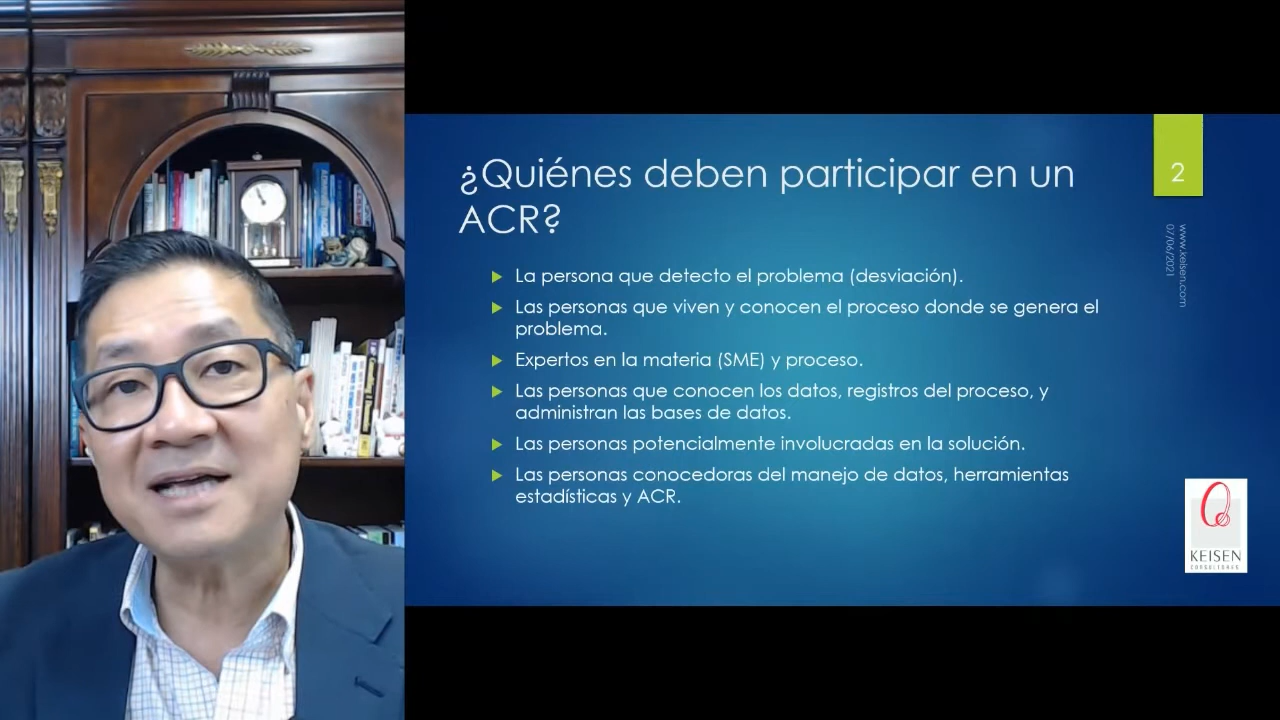 ¿Quiénes deben participar en un
ACR?
2
www.keisen.com
07/06/2021
La persona que detecto el problema (desviación).
Las personas que viven y conocen el proceso donde se genera el
problema.
Expertos en la materia (SME) y proceso.
Las personas que conocen los datos, registros del proceso, y
administran las bases de datos.
Las personas potencialmente involucradas en la solución.
Las personas conocedoras del manejo de datos, herramientas
estadísticas y ACR.
KEISEN
CONSULTORES